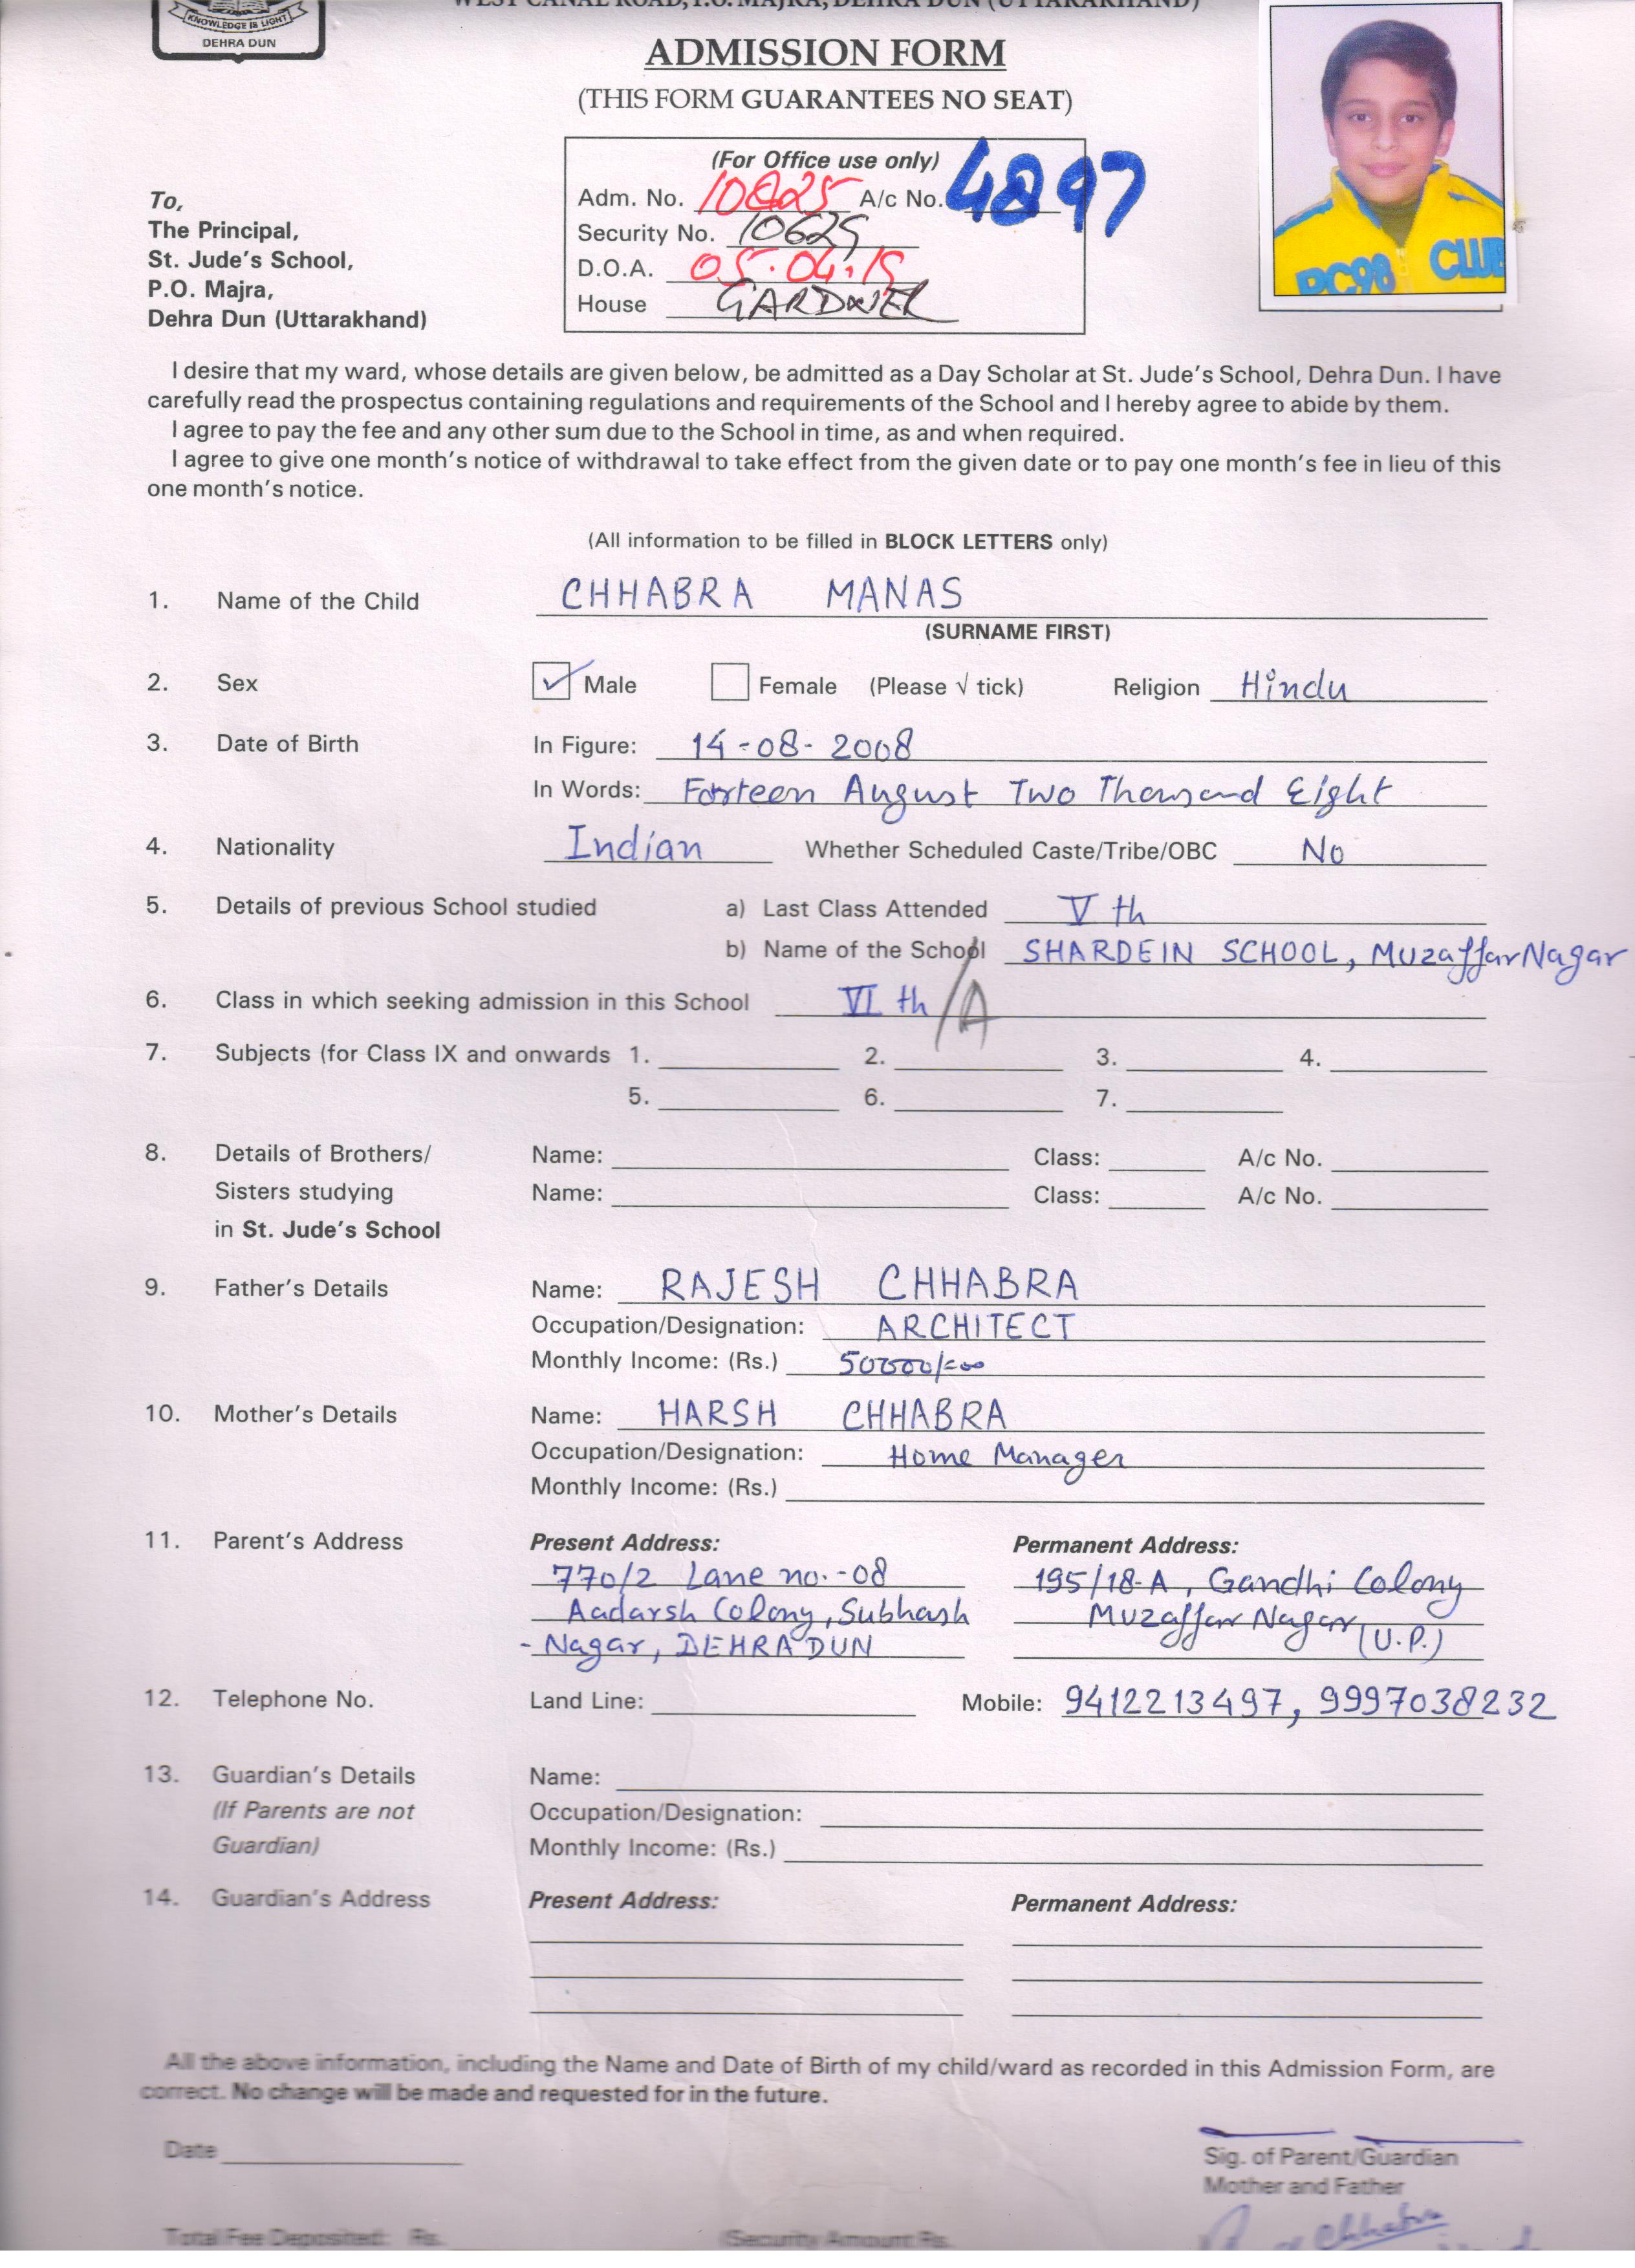 WEST CANAL ROAD, P.O. MAJRA, DEHRA DUN (UTTARAKHAND)
KNOWLEDGE IS LIGHT
DEHRA DUN
ADMISSION FORM
(THIS FORM GUARANTEES NO SEAT)
(For Office use only)
Adm. No. 10825 A/c No. 4897
Security No. 10625
D.O.A. 05.04.15
House GARDNER
To,
The Principal,
St. Jude's School,
P.O. Majra,
Dehra Dun (Uttarakhand)
PC98 CLUB
I desire that my ward, whose details are given below, be admitted as a Day Scholar at St. Jude's School, Dehra Dun. I have
carefully read the prospectus containing regulations and requirements of the School and I hereby agree to abide by them.
I agree to pay the fee and any other sum due to the School in time, as and when required.
I agree to give one month's notice of withdrawal to take effect from the given date or to pay one month's fee in lieu of this
one month's notice.
(All information to be filled in BLOCK LETTERS only)
1. Name of the Child CHHABRA MANAS
(SURNAME FIRST)
2. Sex ✓ Male Female (Please √ tick) Religion Hindu
3. Date of Birth In Figure: 14-08-2008
In Words: Forteen August Two Thousand Eight
4. Nationality Indian Whether Scheduled Caste/Tribe/OBC No
5. Details of previous School studied a) Last Class Attended V th
b) Name of the School SHARDEIN SCHOOL, MuzaffarNagar
6. Class in which seeking admission in this School VI th /A
7. Subjects (for Class IX and onwards 1. 2. 3. 4.
5. 6. 7.
8. Details of Brothers/ Name: Class: A/c No.
Sisters studying Name: Class: A/c No.
in St. Jude's School
9. Father's Details Name: RAJESH CHHABRA
Occupation/Designation: ARCHITECT
Monthly Income: (Rs.) 50000/=00
10. Mother's Details Name: HARSH CHHABRA
Occupation/Designation: Home Manager
Monthly Income: (Rs.)
11. Parent's Address Present Address: Permanent Address:
770/2 Lane no.-08 195/18-A, Gandhi Colony
Aadarsh Colony, Subhash Muzaffar Nagar
- Nagar, DEHRADUN (U.P.)
12. Telephone No. Land Line: Mobile: 9412213497, 9997038232
13. Guardian's Details Name:
(If Parents are not Occupation/Designation:
Guardian) Monthly Income: (Rs.)
14. Guardian's Address Present Address: Permanent Address:
All the above information, including the Name and Date of Birth of my child/ward as recorded in this Admission Form, are
correct. No change will be made and requested for in the future.
Date
Sig. of Parent/Guardian
Mother and Father
Total Fee Deposited: Rs. (Security Amount Rs.
Chhabra